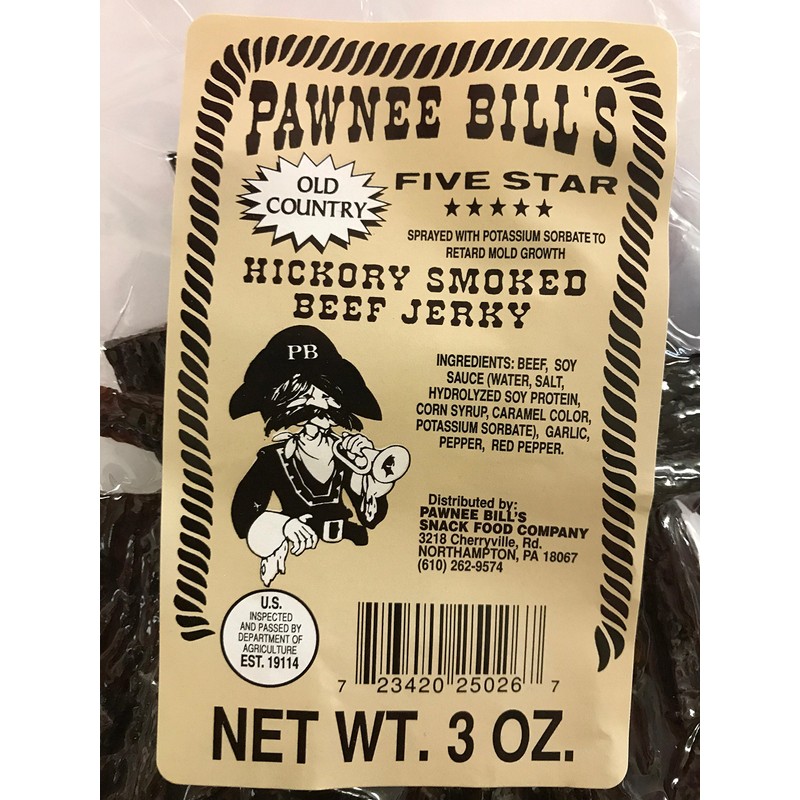 PAWNEE BILL'S
OLD
COUNTRY
FIVE STAR
★★★★★
SPRAYED WITH POTASSIUM SORBATE TO
RETARD MOLD GROWTH
HICKORY SMOKED
BEEF JERKY
PB
INGREDIENTS: BEEF, SOY
SAUCE (WATER, SALT,
HYDROLYZED SOY PROTEIN,
CORN SYRUP, CARAMEL COLOR,
POTASSIUM SORBATE), GARLIC,
PEPPER, RED PEPPER.
Distributed by:
PAWNEE BILL'S
SNACK FOOD COMPANY
3218 Cherryville, Rd.
NORTHAMPTON, PA 18067
(610) 262-9574
U.S.
INSPECTED
AND PASSED BY
DEPARTMENT OF
AGRICULTURE
EST. 19114
7 23420 25026 7
NET WT. 3 OZ.